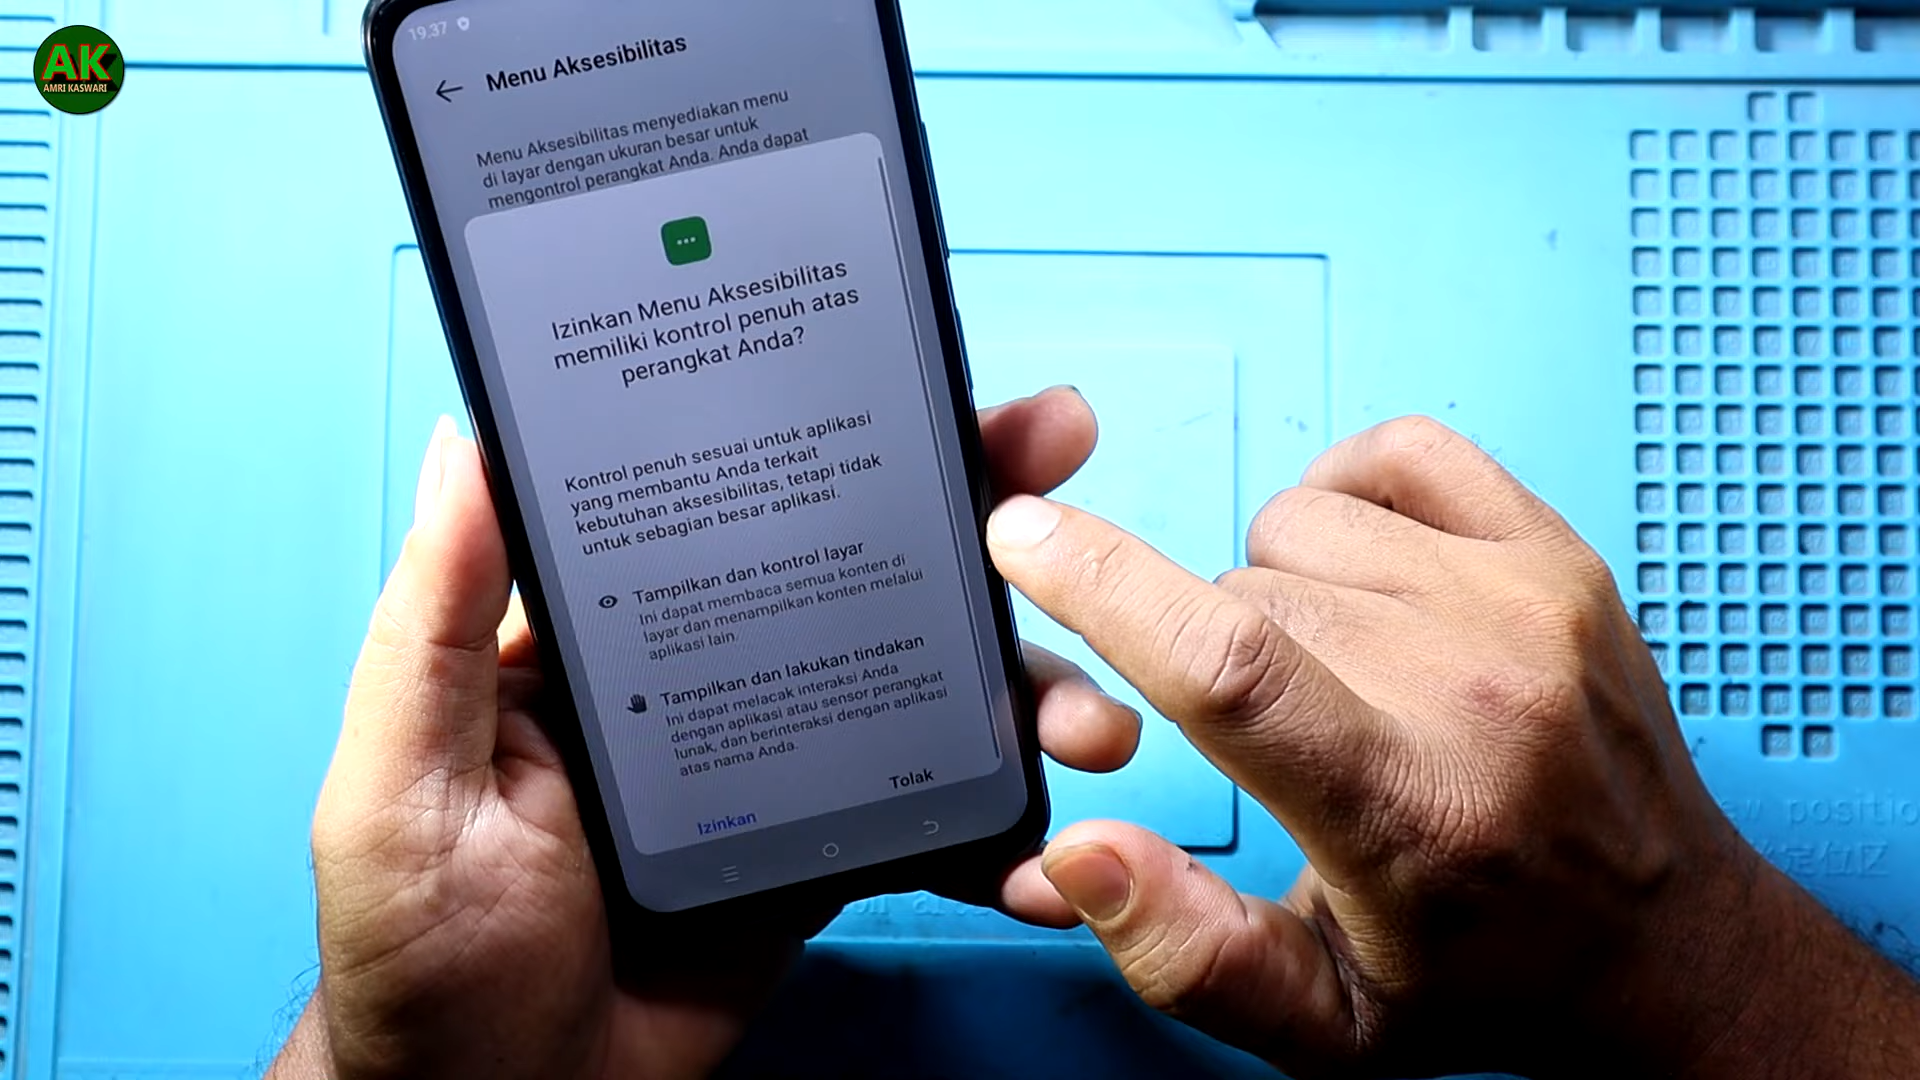 AK
AMRI KASWARI
19.37
Menu Aksesibilitas
Menu Aksesibilitas menyediakan menu
di layar dengan ukuran besar untuk
mengontrol perangkat Anda. Anda dapat
Izinkan Menu Aksesibilitas
memiliki kontrol penuh atas
perangkat Anda?
Kontrol penuh sesuai untuk aplikasi
yang membantu Anda terkait
kebutuhan aksesibilitas, tetapi tidak
untuk sebagian besar aplikasi.
Tampilkan dan kontrol layar
Ini dapat membaca semua konten di
layar dan menampilkan konten melalui
aplikasi lain.
Tampilkan dan lakukan tindakan
Ini dapat melacak interaksi Anda
dengan aplikasi atau sensor perangkat
lunak, dan berinteraksi dengan aplikasi
atas nama Anda.
Izinkan
Tolak